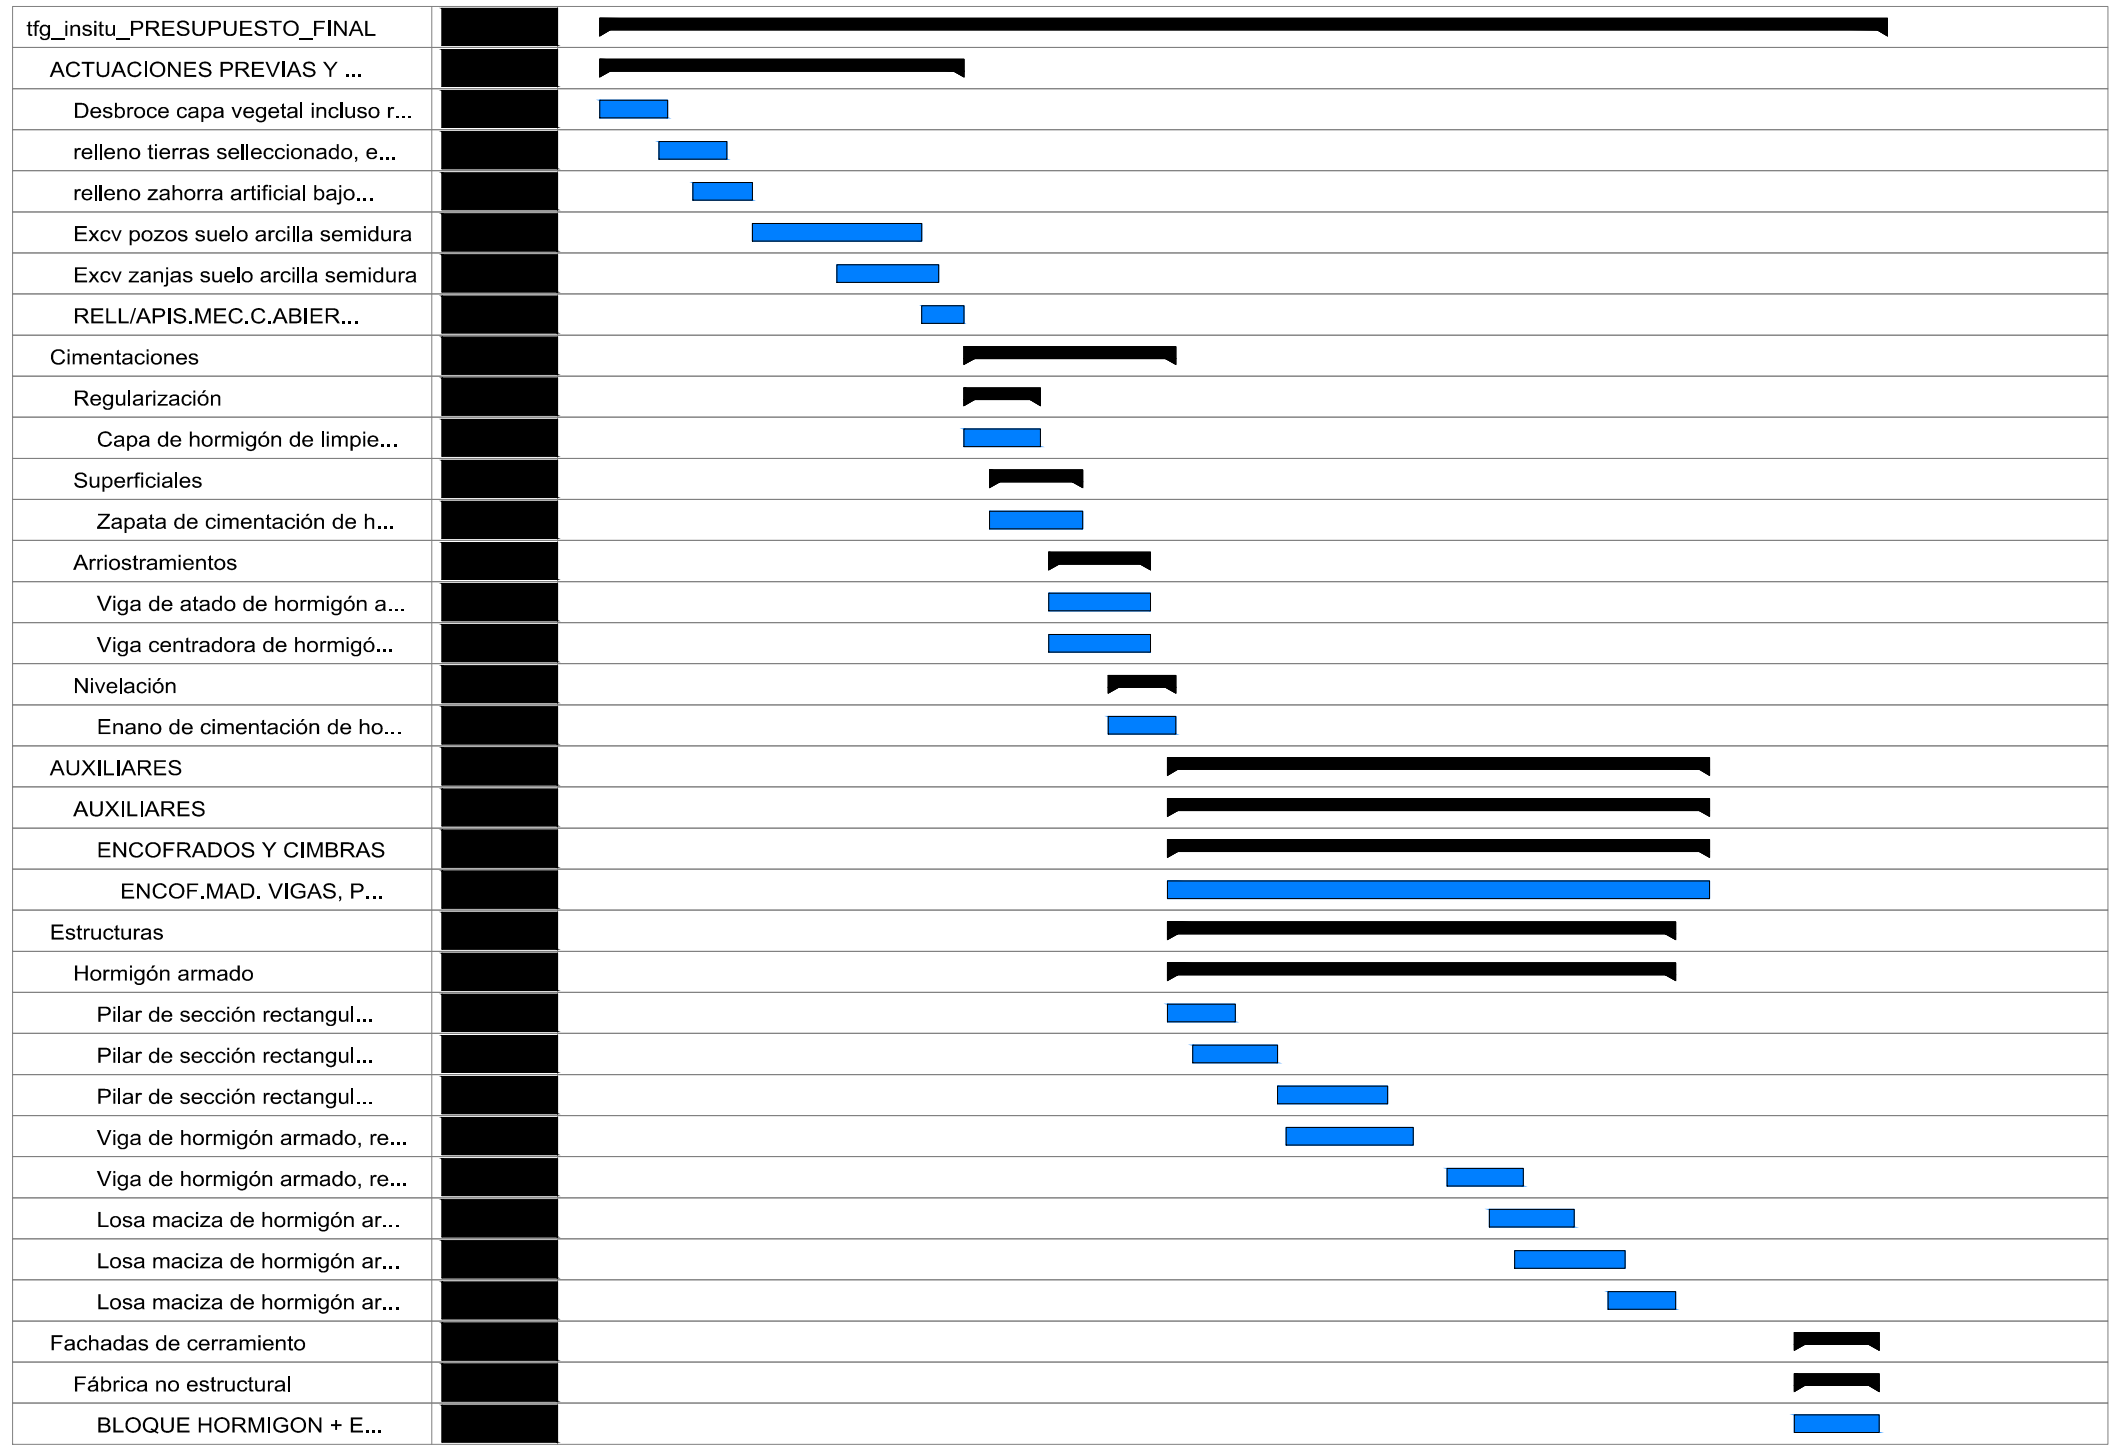 tfg_insitu_PRESUPUESTO_FINAL
ACTUACIONES PREVIAS Y ...
Desbroce capa vegetal incluso r...
relleno tierras selleccionado, e...
relleno zahorra artificial bajo...
Excv pozos suelo arcilla semidura
Excv zanjas suelo arcilla semidura
RELL/APIS.MEC.C.ABIER...
Cimentaciones
Regularización
Capa de hormigón de limpie...
Superficiales
Zapata de cimentación de h...
Arriostramientos
Viga de atado de hormigón a...
Viga centradora de hormigó...
Nivelación
Enano de cimentación de ho...
AUXILIARES
AUXILIARES
ENCOFRADOS Y CIMBRAS
ENCOF.MAD. VIGAS, P...
Estructuras
Hormigón armado
Pilar de sección rectangul...
Pilar de sección rectangul...
Pilar de sección rectangul...
Viga de hormigón armado, re...
Viga de hormigón armado, re...
Losa maciza de hormigón ar...
Losa maciza de hormigón ar...
Losa maciza de hormigón ar...
Fachadas de cerramiento
Fábrica no estructural
BLOQUE HORMIGON + E...